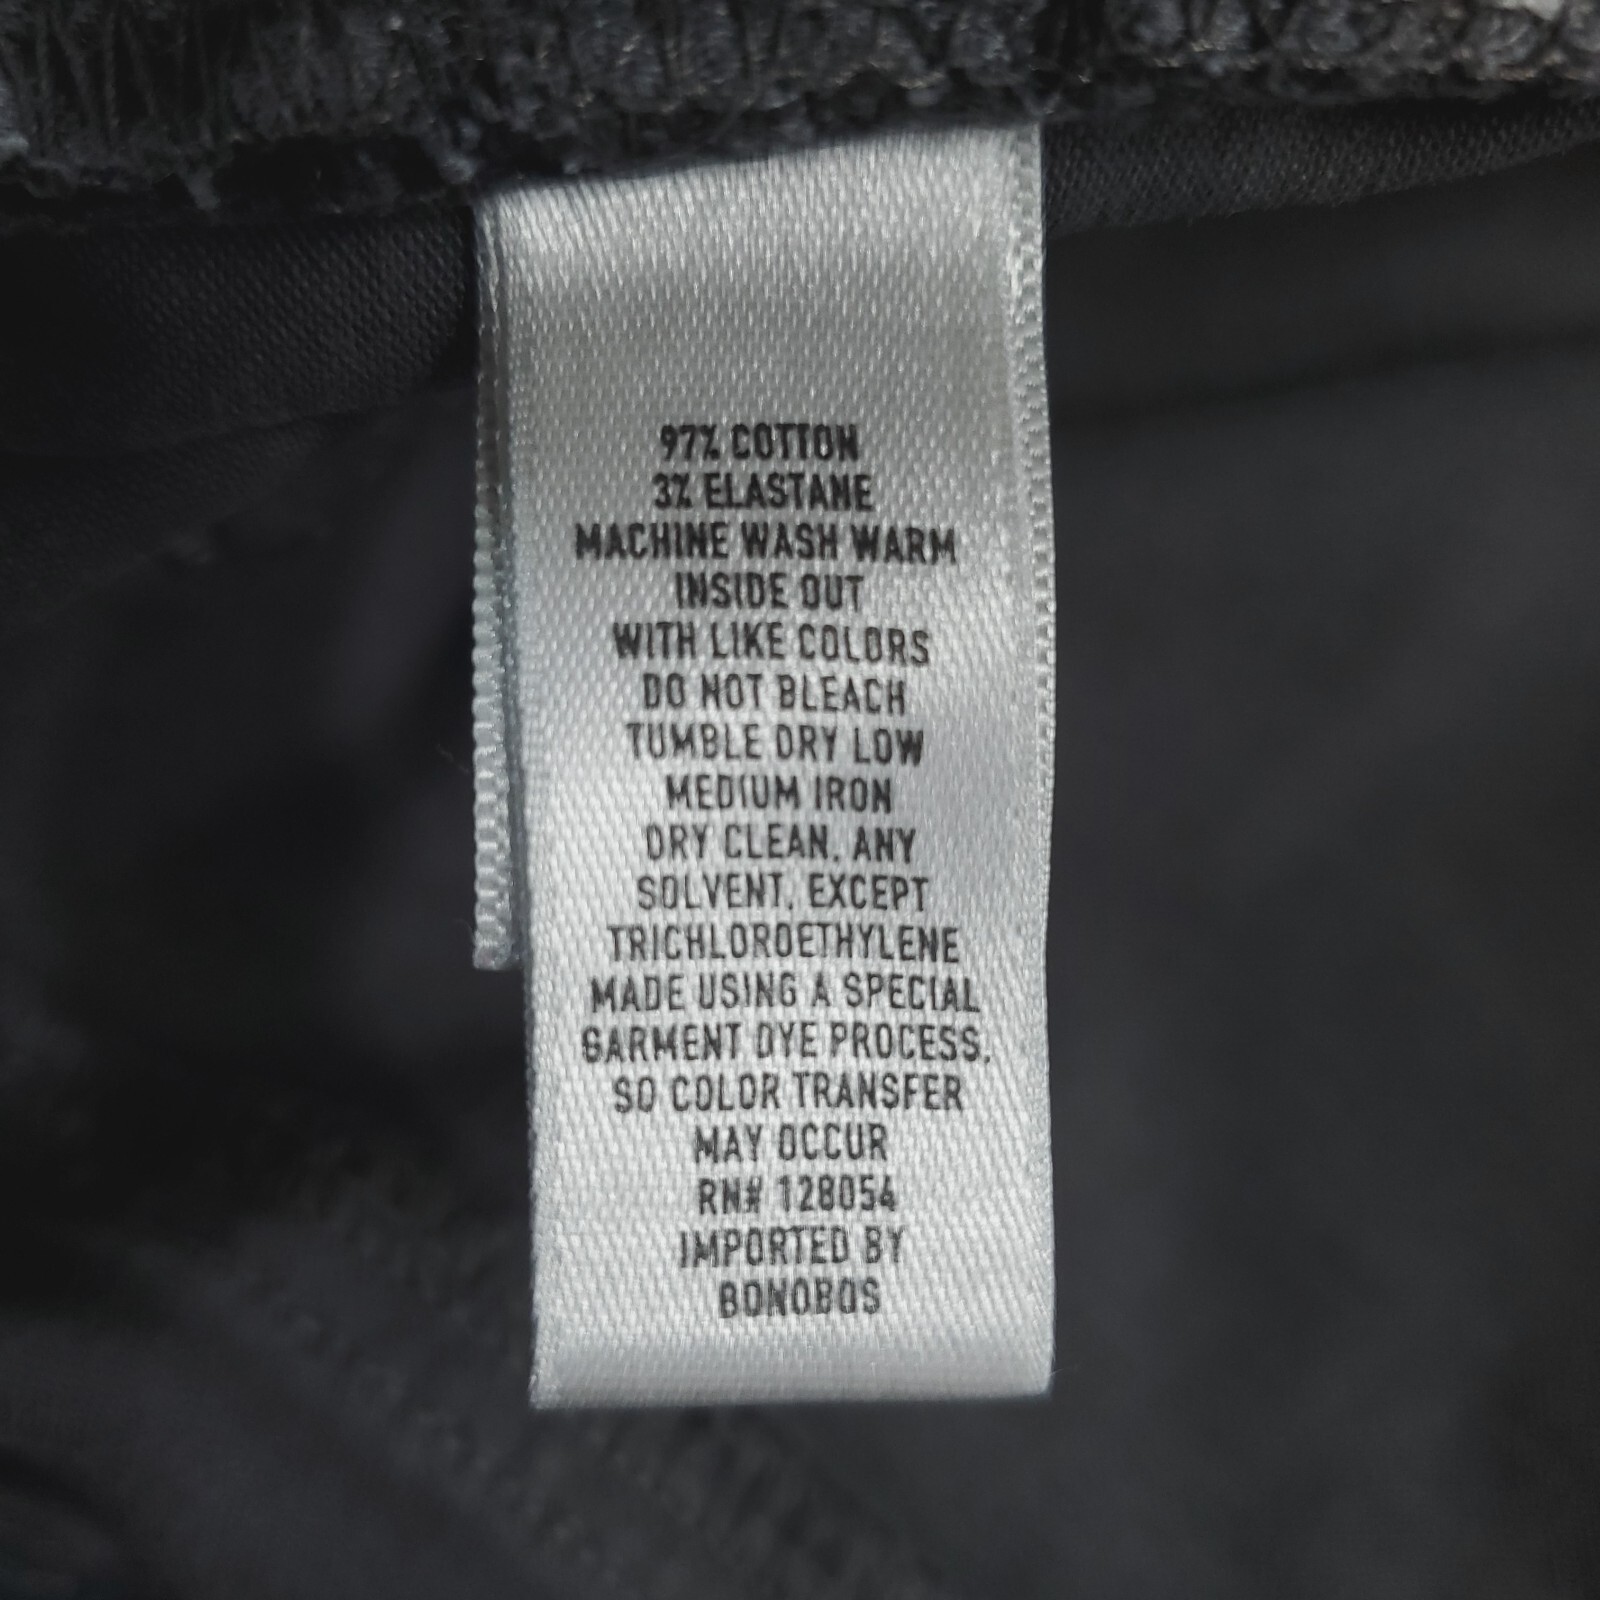 97% COTTON
3% ELASTANE
MACHINE WASH WARM
INSIDE OUT
WITH LIKE COLORS
DO NOT BLEACH
TUMBLE DRY LOW
MEDIUM IRON
DRY CLEAN, ANY
SOLVENT, EXCEPT
TRICHLOROETHYLENE
MADE USING A SPECIAL
GARMENT DYE PROCESS,
SO COLOR TRANSFER
MAY OCCUR
RN# 128054
IMPORTED BY
BONOBOS